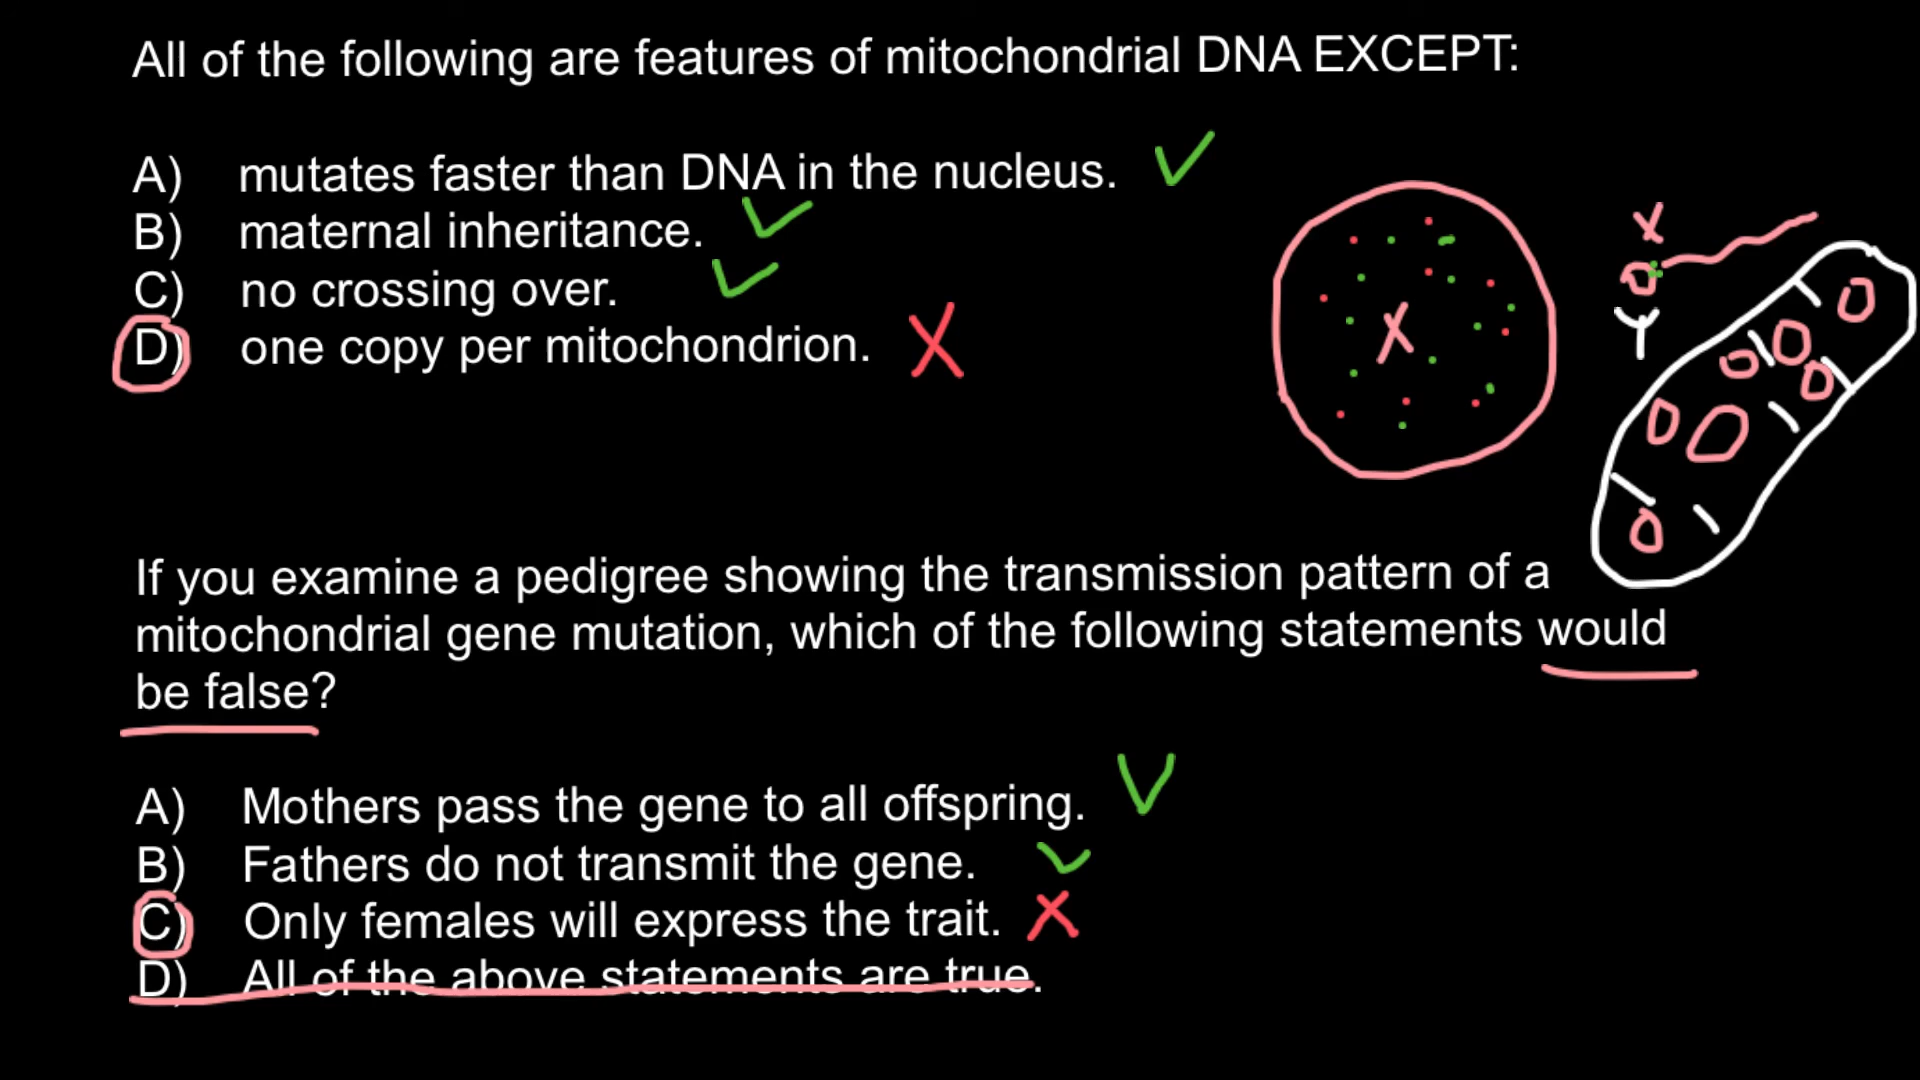 All of the following are features of mitochondrial DNA EXCEPT:
A) mutates faster than DNA in the nucleus.
B) maternal inheritance.
C) no crossing over.
D) one copy per mitochondrion.
X
X
Y
If you examine a pedigree showing the transmission pattern of a
mitochondrial gene mutation, which of the following statements would
be false?
A) Mothers pass the gene to all offspring.
B) Fathers do not transmit the gene.
C) Only females will express the trait.
D) All of the above statements are true.